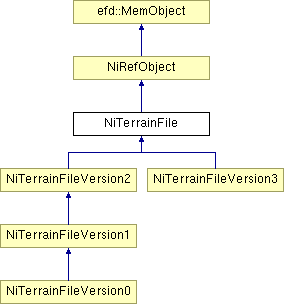 efd::MemObject
NiRefObject
NiTerrainFile
NiTerrainFileVersion2
NiTerrainFileVersion3
NiTerrainFileVersion1
NiTerrainFileVersion0